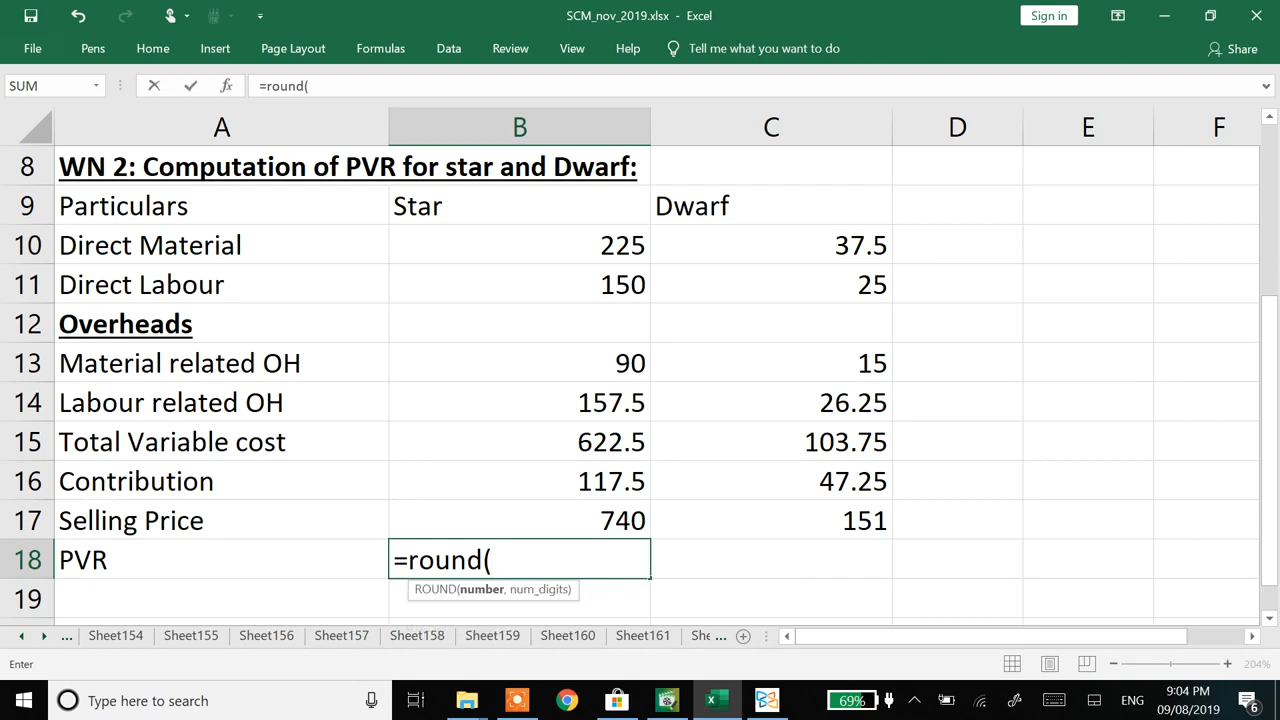 SCM_nov_2019.xlsx - Excel
Sign in
File Pens Home Insert Page Layout Formulas Data Review View Help Tell me what you want to do Share
SUM fx =round(
A B C D E F
8 WN 2: Computation of PVR for star and Dwarf:
9 Particulars Star Dwarf
10 Direct Material 225 37.5
11 Direct Labour 150 25
12 Overheads
13 Material related OH 90 15
14 Labour related OH 157.5 26.25
15 Total Variable cost 622.5 103.75
16 Contribution 117.5 47.25
17 Selling Price 740 151
18 PVR =round(
ROUND(number, num_digits)
19
... Sheet154 Sheet155 Sheet156 Sheet157 Sheet158 Sheet159 Sheet160 Sheet161 She ...
Enter 204%
Type here to search 69% ENG 9:04 PM
09/08/2019 6